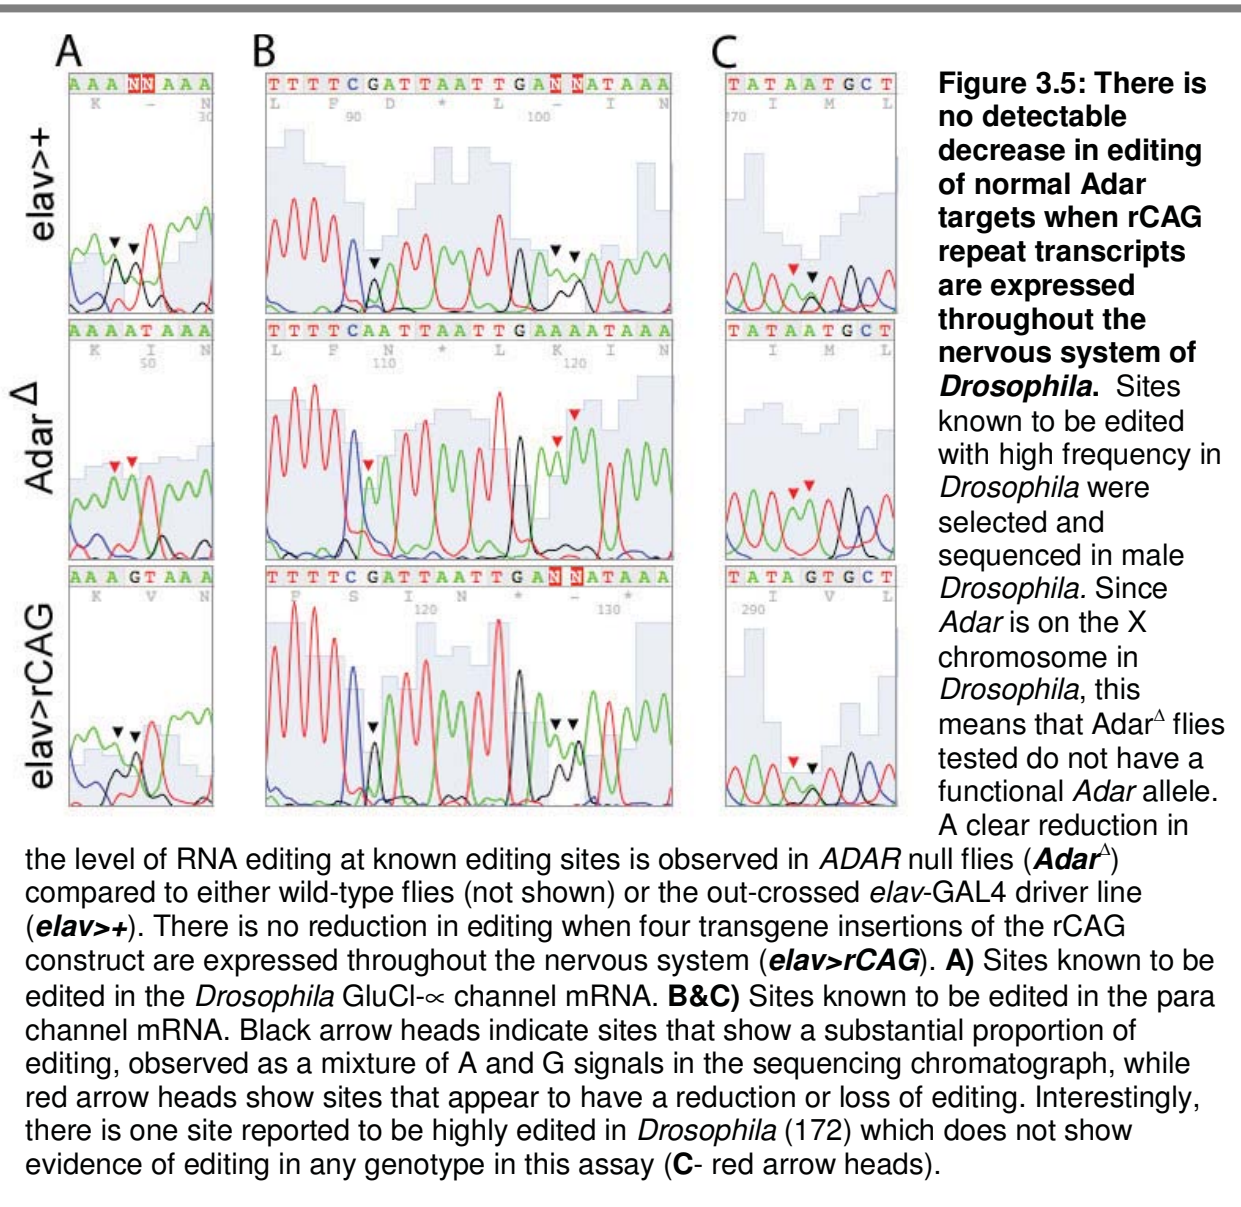 A
B
C
elav>+
A A A N N A A A
K - N
30
T T T T C G A T T A A T T G A N N A T A A A
L F D * L - I N
90 100
T A T A A T G C T
I M L
270
Adar Δ
A A A A T A A A
K I N
50
T T T T C A A T T A A T T G A A A A T A A A
L F N * L K I N
110 120
T A T A A T G C T
I M L
elav>rCAG
A A A G T A A A
K V N
T T T T C G A T T A A T T G A N N A T A A A
F S I N * - *
120 130
T A T A G T G C T
I V L
290
Figure 3.5: There is
no detectable
decrease in editing
of normal Adar
targets when rCAG
repeat transcripts
are expressed
throughout the
nervous system of
Drosophila. Sites
known to be edited
with high frequency in
Drosophila were
selected and
sequenced in male
Drosophila. Since
Adar is on the X
chromosome in
Drosophila, this
means that Adar^Δ flies
tested do not have a
functional Adar allele.
A clear reduction in
the level of RNA editing at known editing sites is observed in ADAR null flies (Adar^Δ)
compared to either wild-type flies (not shown) or the out-crossed elav-GAL4 driver line
(elav>+). There is no reduction in editing when four transgene insertions of the rCAG
construct are expressed throughout the nervous system (elav>rCAG). A) Sites known to be
edited in the Drosophila GluCl-∝ channel mRNA. B&C) Sites known to be edited in the para
channel mRNA. Black arrow heads indicate sites that show a substantial proportion of
editing, observed as a mixture of A and G signals in the sequencing chromatograph, while
red arrow heads show sites that appear to have a reduction or loss of editing. Interestingly,
there is one site reported to be highly edited in Drosophila (172) which does not show
evidence of editing in any genotype in this assay (C- red arrow heads).